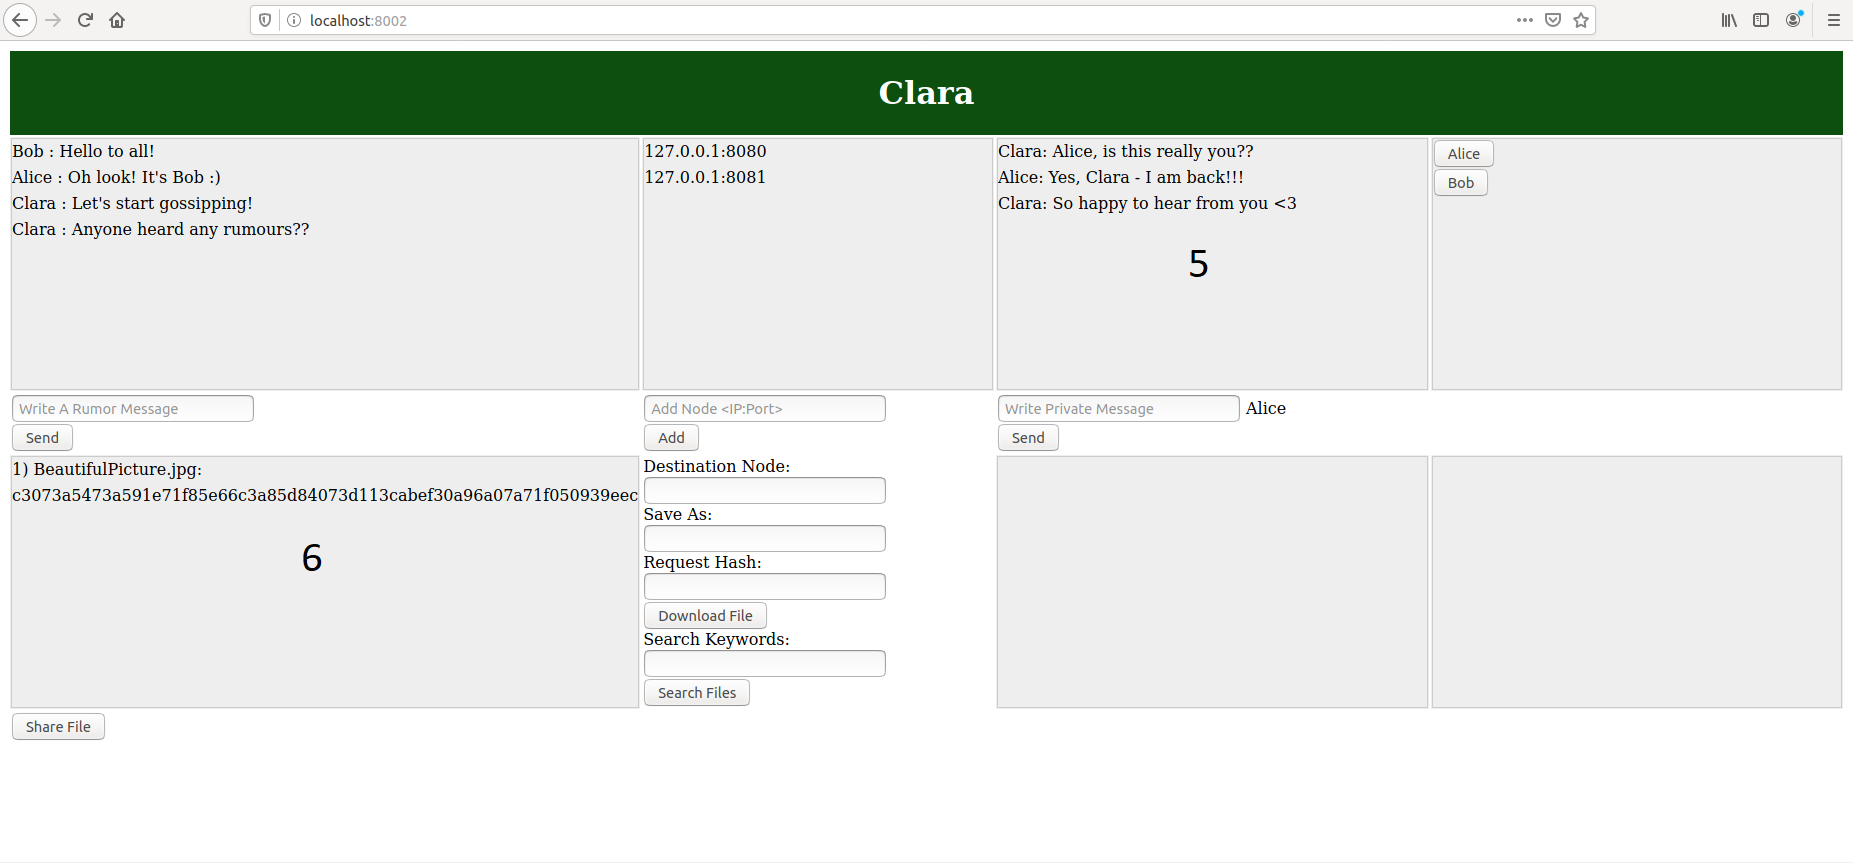 localhost:8002
Clara
Bob : Hello to all!
Alice : Oh look! It's Bob :)
Clara : Let's start gossipping!
Clara : Anyone heard any rumours??
127.0.0.1:8080
127.0.0.1:8081
Clara: Alice, is this really you??
Alice: Yes, Clara - I am back!!!
Clara: So happy to hear from you <3
5
Alice
Bob
Write A Rumor Message
Send
Add Node <IP:Port>
Add
Write Private Message Alice
Send
1) BeautifulPicture.jpg:
c3073a5473a591e71f85e66c3a85d84073d113cabef30a96a07a71f050939eec
6
Destination Node:
Save As:
Request Hash:
Download File
Search Keywords:
Search Files
Share File